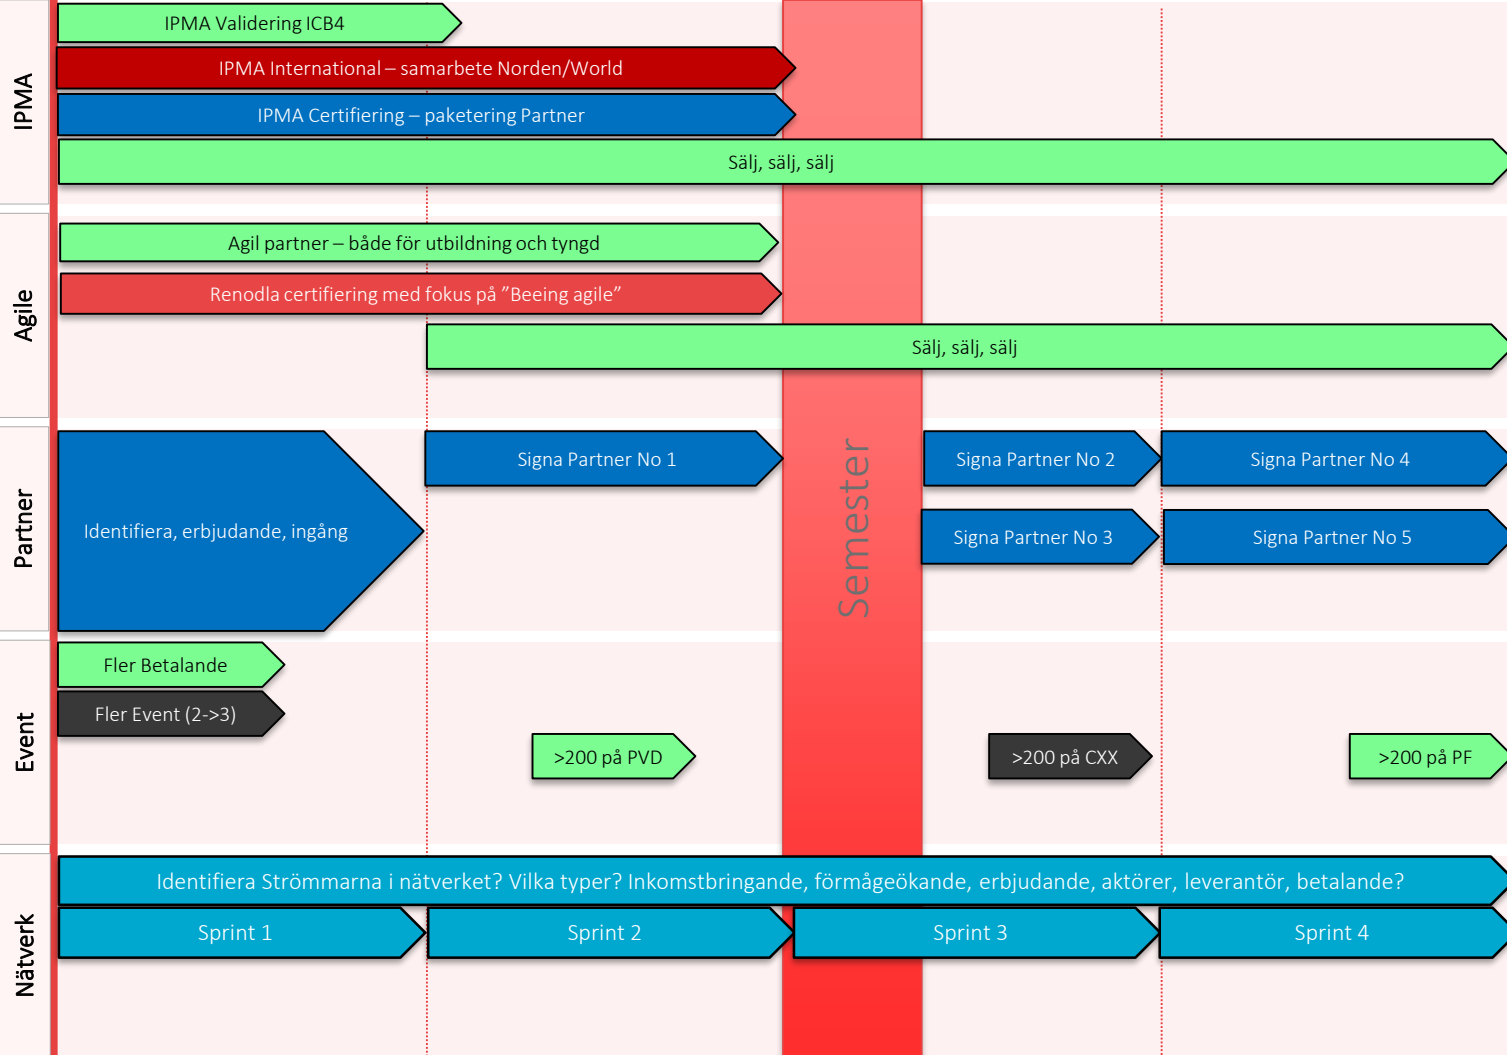 IPMA
IPMA Validering ICB4
IPMA International – samarbete Norden/World
IPMA Certifiering – paketering Partner
Sälj, sälj, sälj
Agile
Agil partner – både för utbildning och tyngd
Renodla certifiering med fokus på ”Beeing agile”
Sälj, sälj, sälj
Partner
Identifiera, erbjudande, ingång
Signa Partner No 1
Semester
Signa Partner No 2
Signa Partner No 4
Signa Partner No 3
Signa Partner No 5
Event
Fler Betalande
Fler Event (2->3)
>200 på PVD
>200 på CXX
>200 på PF
Nätverk
Identifiera Strömmarna i nätverket? Vilka typer? Inkomstbringande, förmågeökande, erbjudande, aktörer, leverantör, betalande?
Sprint 1
Sprint 2
Sprint 3
Sprint 4